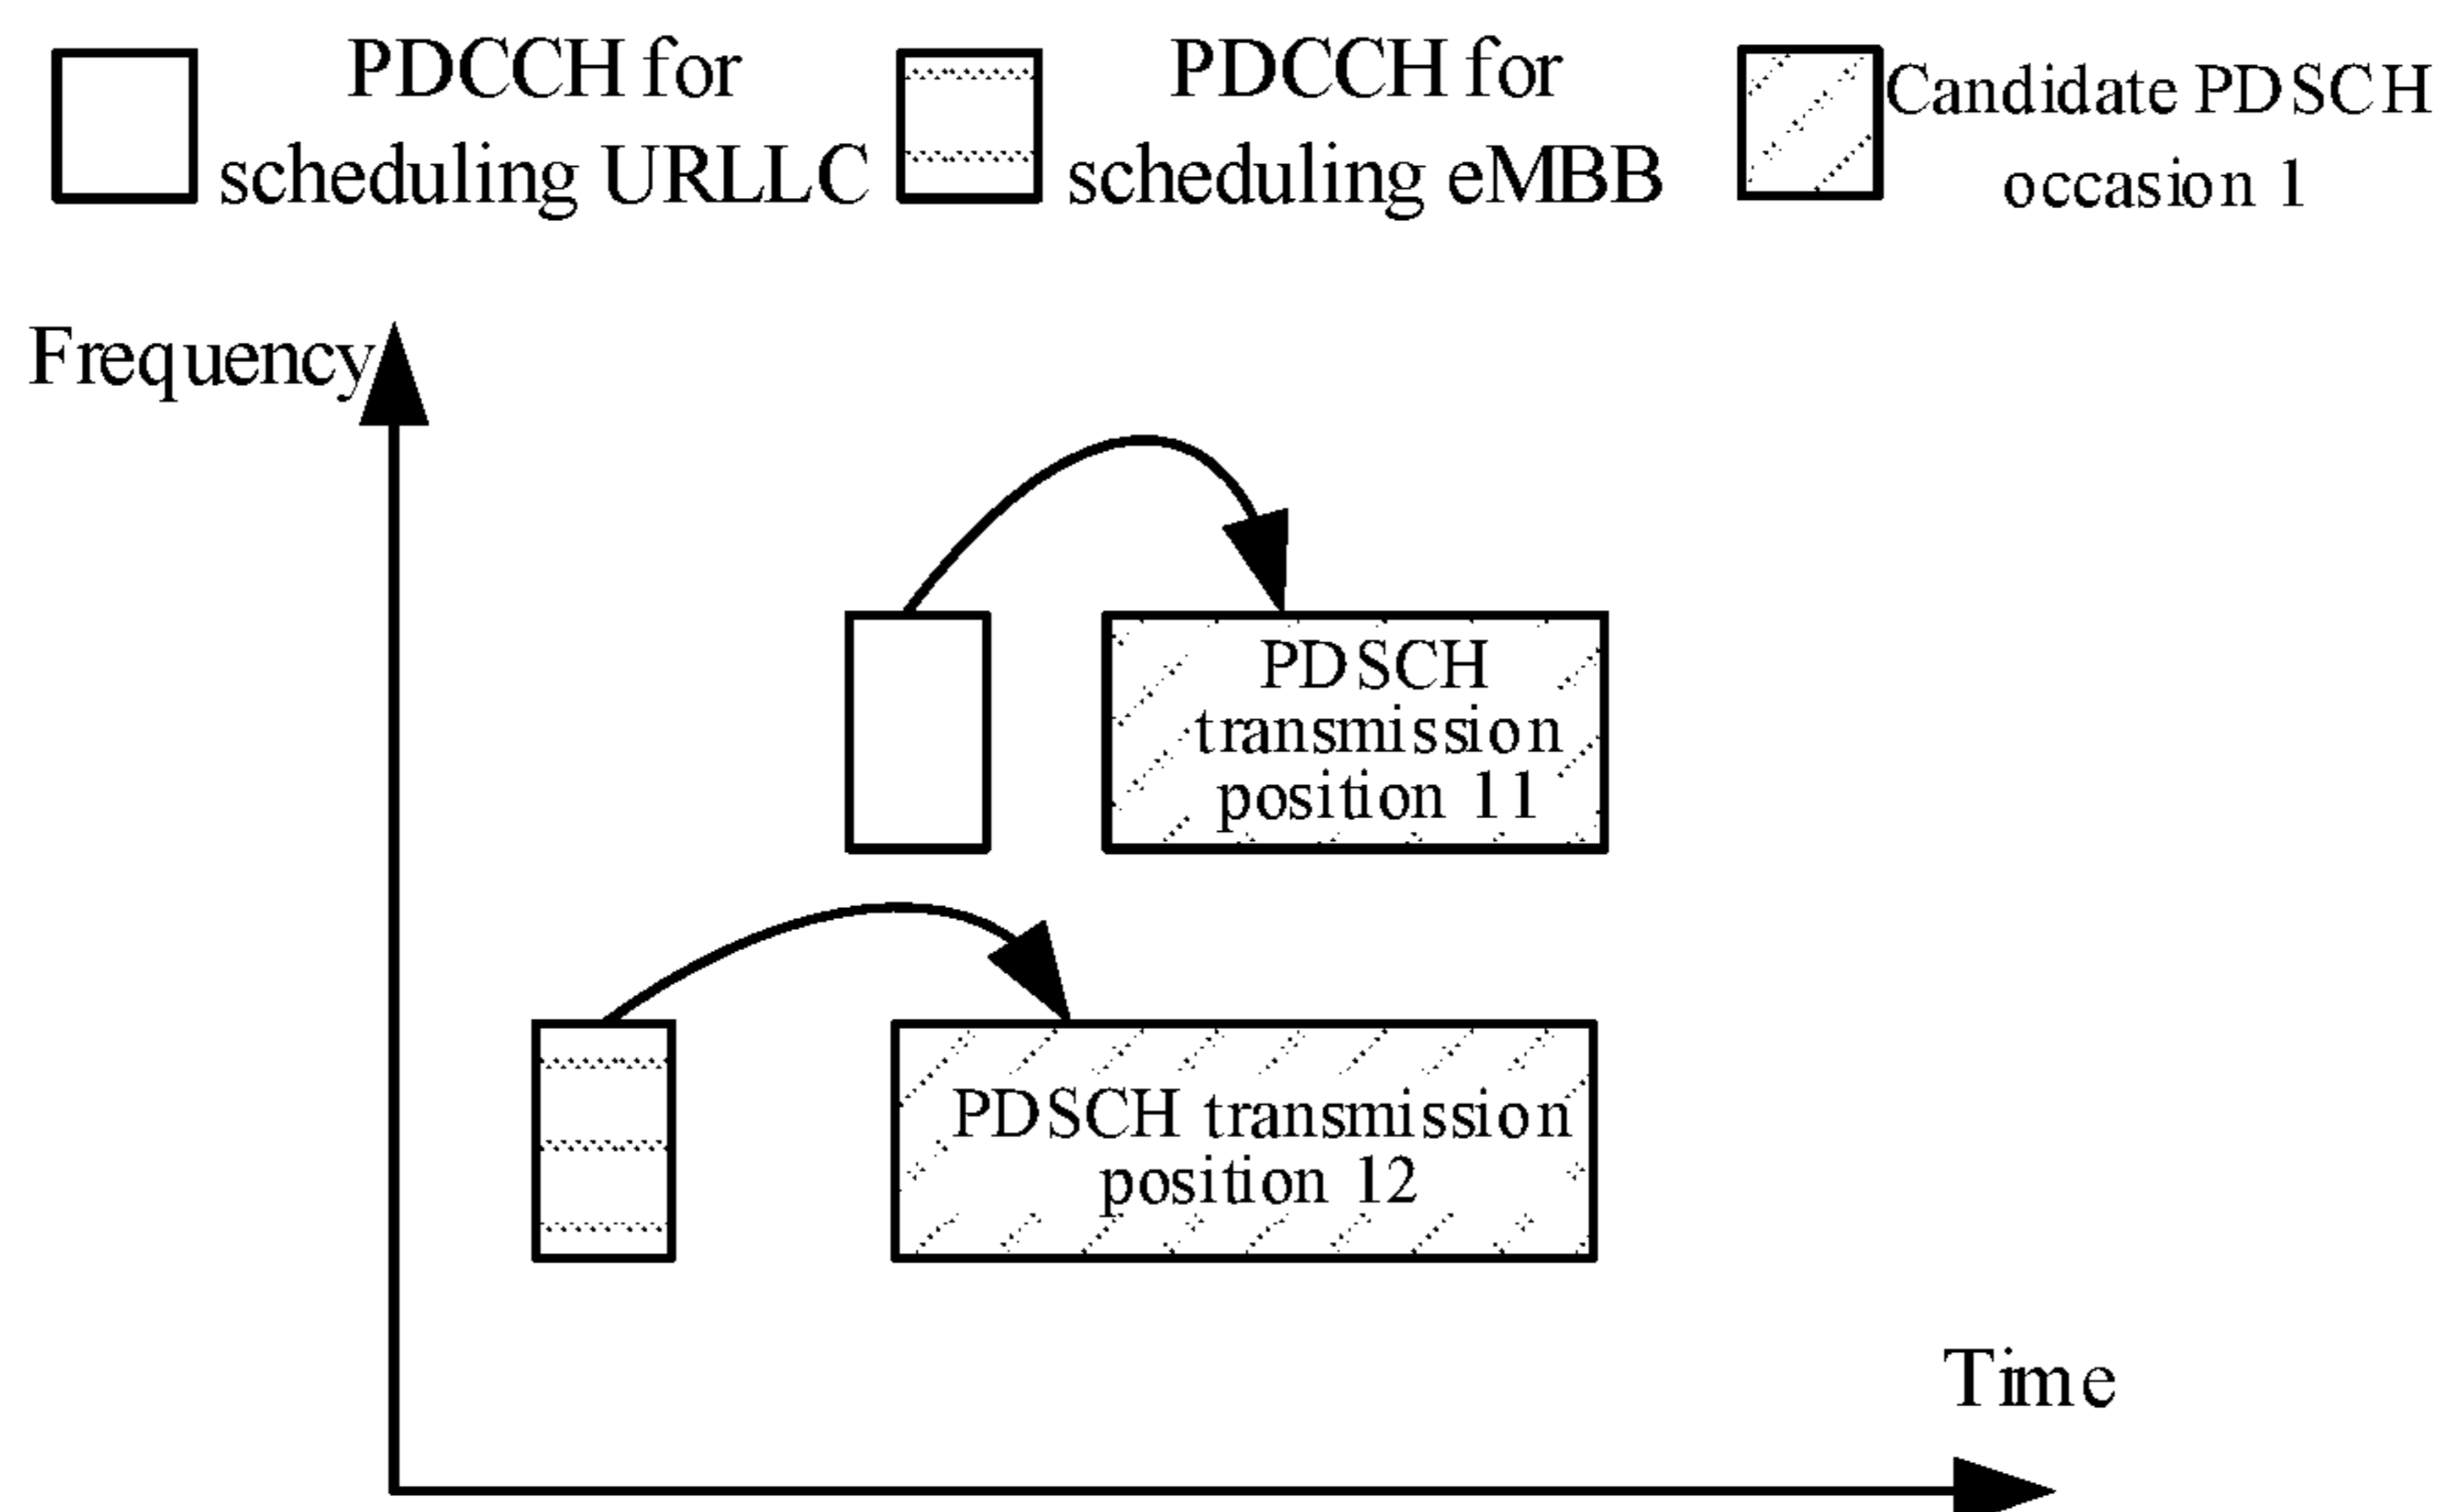 PDCCH for
scheduling URLLC
PDCCH for
scheduling eMBB
Candidate PDSCH
occasion 1
Frequency
PDSCH
transmission
position 11
PDSCH transmission
position 12
Time